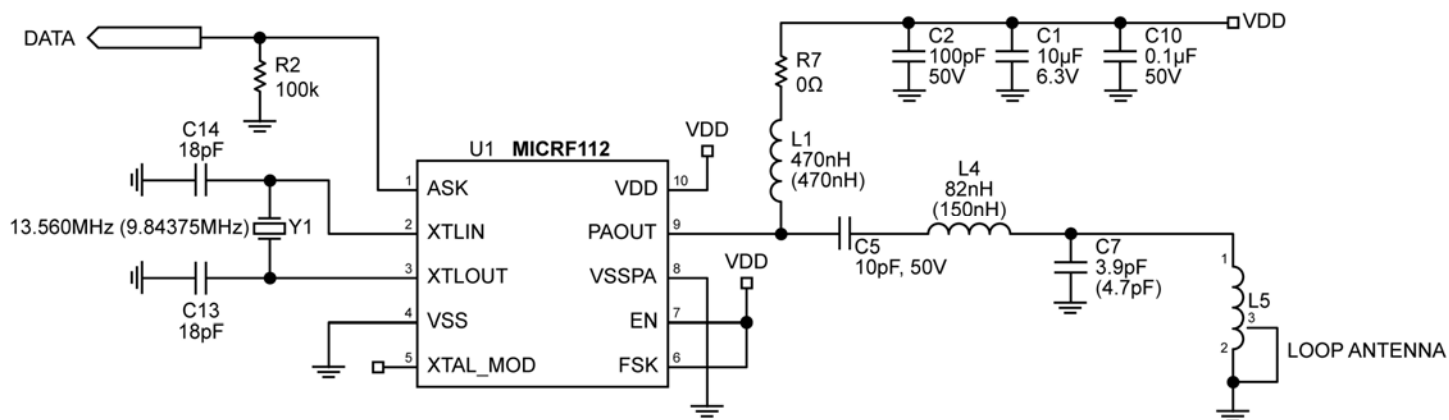 DATA
R2
100k
C14
18pF
13.560MHz (9.84375MHz)
Y1
C13
18pF
U1 MICRF112
1 ASK
2 XTLIN
3 XTLOUT
4 VSS
5 XTAL_MOD
VDD 10
PAOUT 9
VSSPA 8
EN 7
FSK 6
VDD
VDD
R7
0Ω
L1
470nH
(470nH)
C2
100pF
50V
C1
10µF
6.3V
C10
0.1µF
50V
VDD
C5
10pF, 50V
L4
82nH
(150nH)
C7
3.9pF
(4.7pF)
1
L5
3
2
LOOP ANTENNA